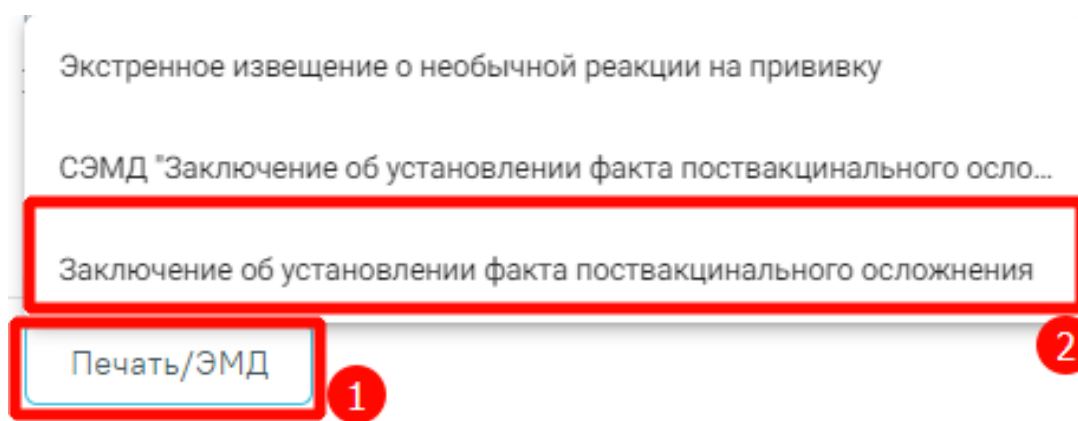 Экстренное извещение о необычной реакции на прививку
СЭМД "Заключение об установлении факта поствакцинального осло...
Заключение об установлении факта поствакцинального осложнения
2
Печать/ЭМД
1